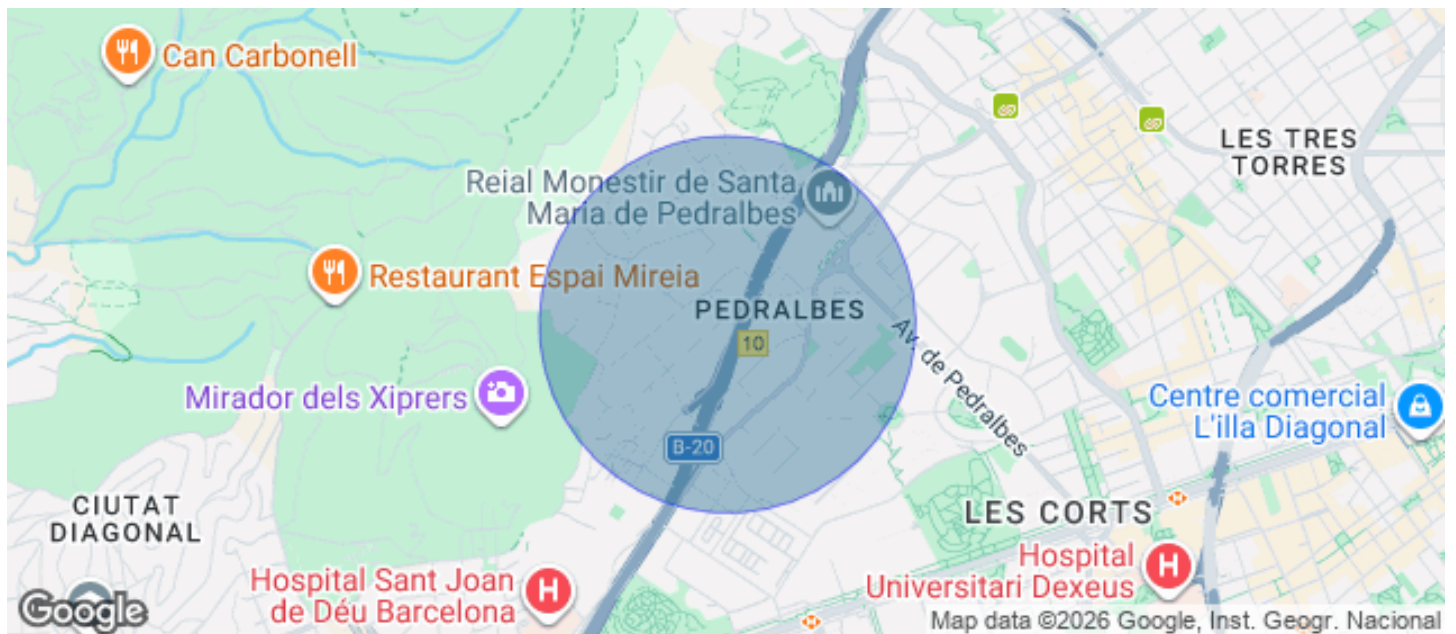 Can Carbonell
LES TRES
TORRES
Reial Monestir de Santa
Maria de Pedralbes
Restaurant Espai Mireia
PEDRALBES
10
Av. de Pedralbes
Mirador dels Xiprers
Centre comercial
L'illa Diagonal
B-20
CIUTAT
DIAGONAL
LES CORTS
Hospital Sant Joan
de Déu Barcelona
H
Hospital
Universitari Dexeus
H
Google
Map data ©2026 Google, Inst. Geogr. Nacional